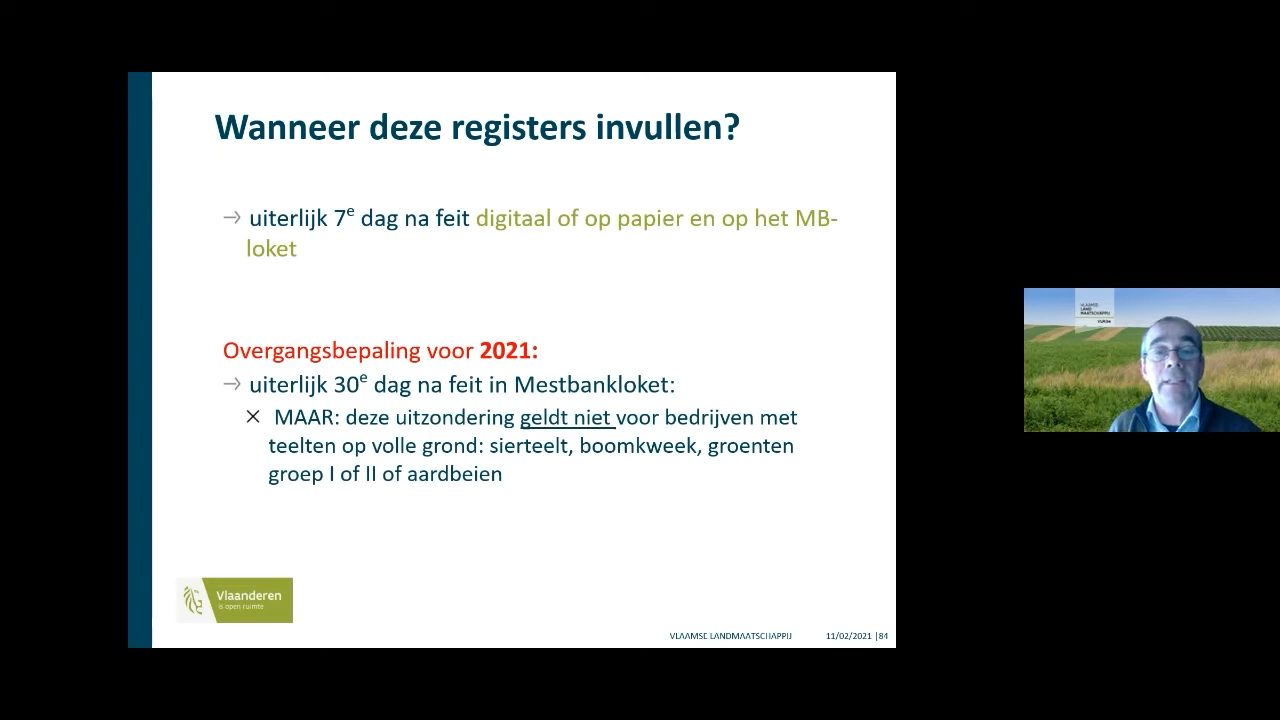 Wanneer deze registers invullen?
→ uiterlijk 7e dag na feit digitaal of op papier en op het MB-
loket
Overgangsbepaling voor 2021:
→ uiterlijk 30e dag na feit in Mestbankloket:
× MAAR: deze uitzondering geldt niet voor bedrijven met
teelten op volle grond: sierteelt, boomkweek, groenten
groep I of II of aardbeien
Vlaanderen
is open ruimte
VLAAMSE LANDMAATSCHAPPIJ 11/02/2021 |84
VLAAMSE
LAND
MAATSCHAPPIJ